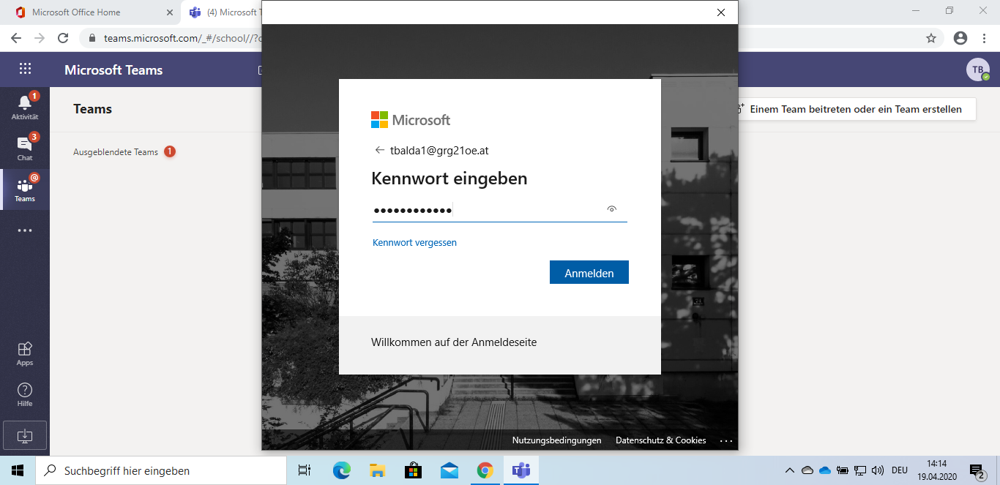 Microsoft Office Home
(4) Microsoft T
teams.microsoft.com/_#/school//?c
Microsoft Teams
TB
1
Aktivität
3
Chat
@
Teams
Apps
Hilfe
Teams
Ausgeblendete Teams 1
Einem Team beitreten oder ein Team erstellen
Microsoft
tbalda1@grg21oe.at
Kennwort eingeben
Kennwort vergessen
Anmelden
Willkommen auf der Anmeldeseite
Nutzungsbedingungen Datenschutz & Cookies
Suchbegriff hier eingeben
DEU
14:14
19.04.2020
2